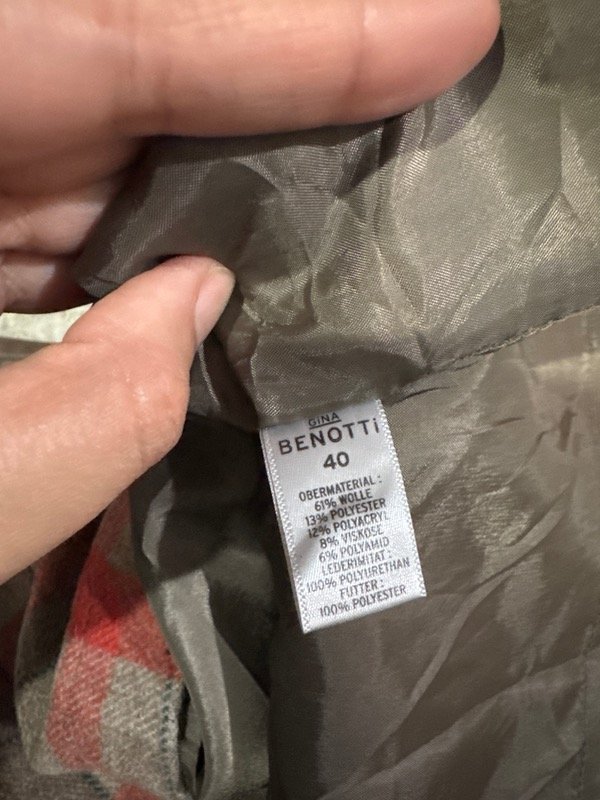 GINA
BENOTTi
40
OBERMATERIAL:
61% WOLLE
13% POLYESTER
12% POLYACRYL
8% VISKOSE
6% POLYAMID
LEDERIMITAT:
100% POLYURETHAN
FUTTER:
100% POLYESTER